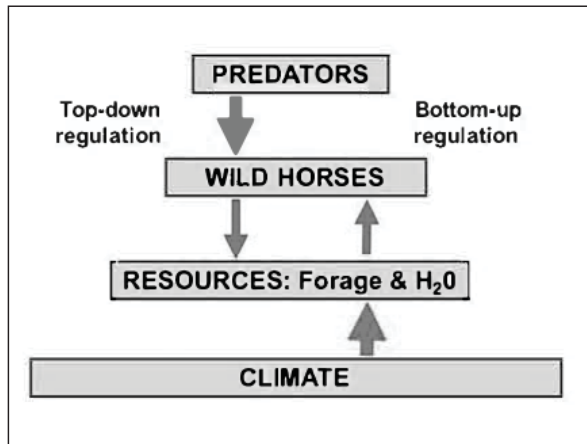 PREDATORS
Top-down
regulation
Bottom-up
regulation
WILD HORSES
RESOURCES: Forage & H₂0
CLIMATE